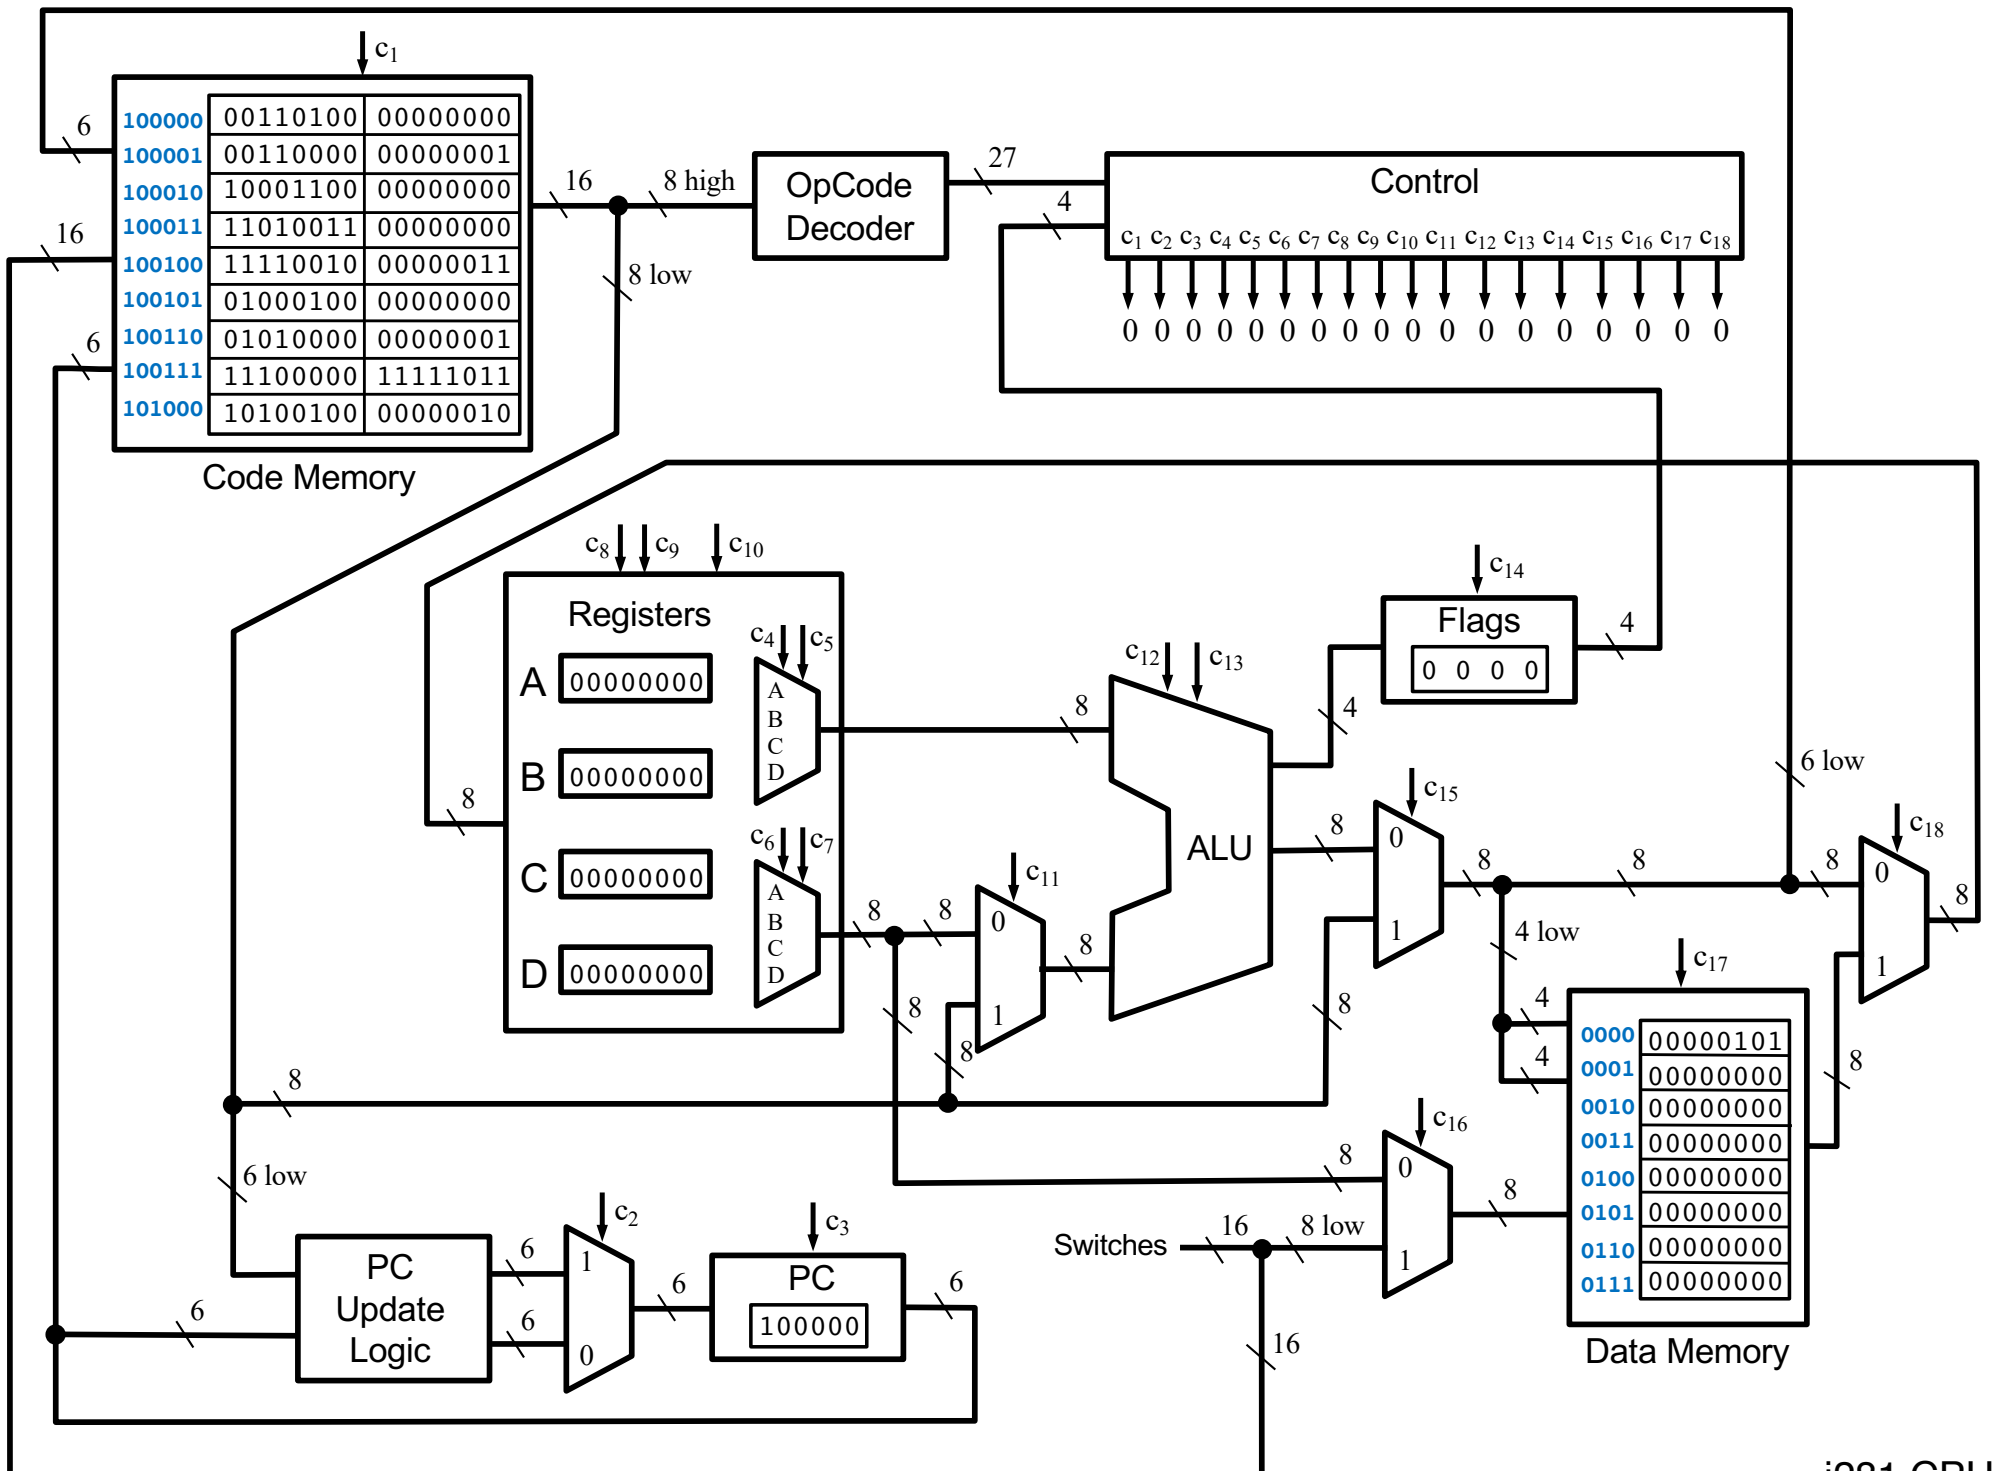 c1
6
16
6
100000 00110100 00000000
100001 00110000 00000001
100010 10001100 00000000
100011 11010011 00000000
100100 11110010 00000011
100101 01000100 00000000
100110 01010000 00000001
100111 11100000 11111011
101000 10100100 00000010
Code Memory
16
8 high
8 low
OpCode
Decoder
27
4
Control
c1 c2 c3 c4 c5 c6 c7 c8 c9 c10 c11 c12 c13 c14 c15 c16 c17 c18
0 0 0 0 0 0 0 0 0 0 0 0 0 0 0 0 0 0
c8 c9 c10
Registers
8
A 00000000
B 00000000
C 00000000
D 00000000
c4 c5
A
B
C
D
c6 c7
A
B
C
D
8
8
8
8
c11
0
1
8
8
c12 c13
ALU
4
c14
Flags
0 0 0 0
4
8
c15
0
1
8
8
8
6 low
8
c18
0
1
8
4 low
4
4
c17
0000 00000101
0001 00000000
0010 00000000
0011 00000000
0100 00000000
0101 00000000
0110 00000000
0111 00000000
Data Memory
8
8
6 low
6
PC
Update
Logic
6
6
c2
1
0
6
c3
PC
100000
6
Switches
16
8 low
16
8
c16
0
1
8